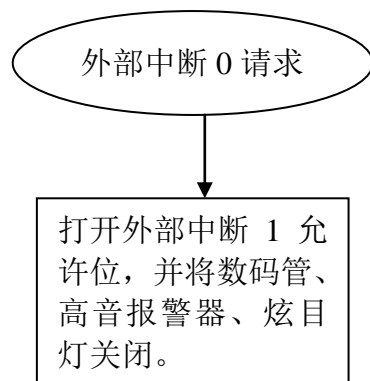 外部中断 0 请求
打开外部中断 1 允
许位，并将数码管、
高音报警器、炫目
灯关闭。